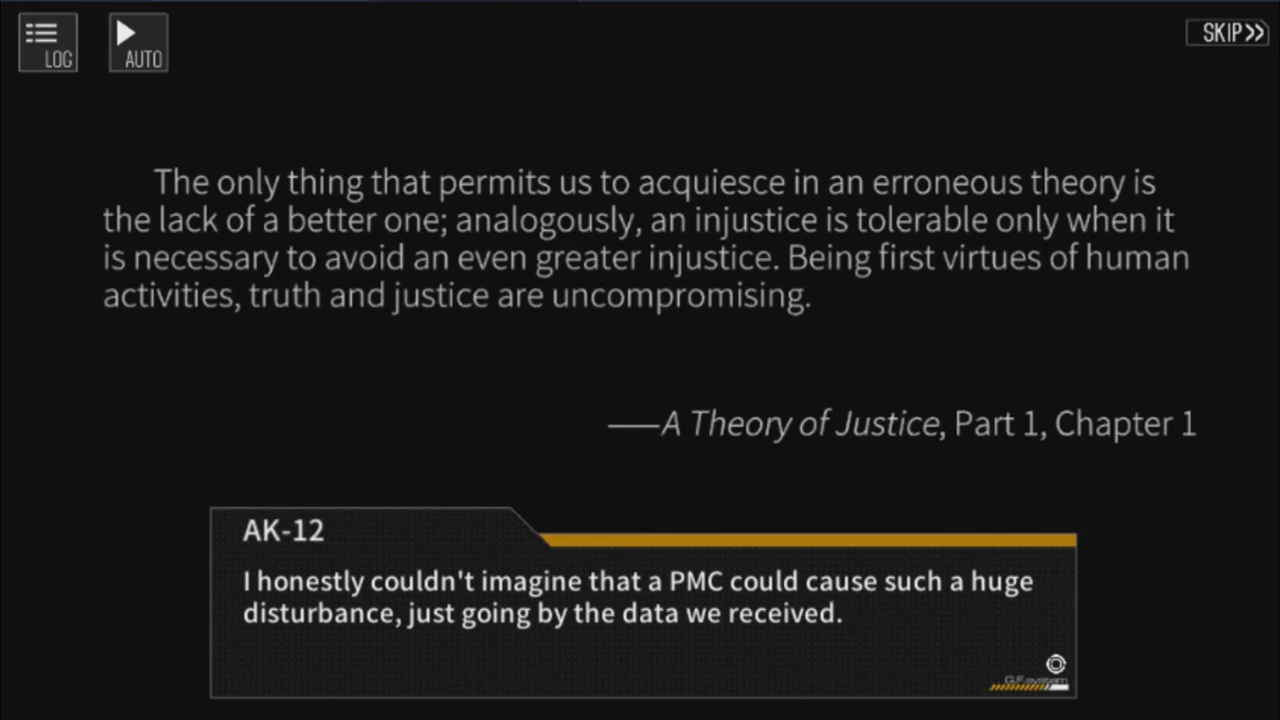 LOG
AUTO
SKIP
The only thing that permits us to acquiesce in an erroneous theory is
the lack of a better one; analogously, an injustice is tolerable only when it
is necessary to avoid an even greater injustice. Being first virtues of human
activities, truth and justice are uncompromising.
——A Theory of Justice, Part 1, Chapter 1
AK-12
I honestly couldn't imagine that a PMC could cause such a huge
disturbance, just going by the data we received.
G.F.system